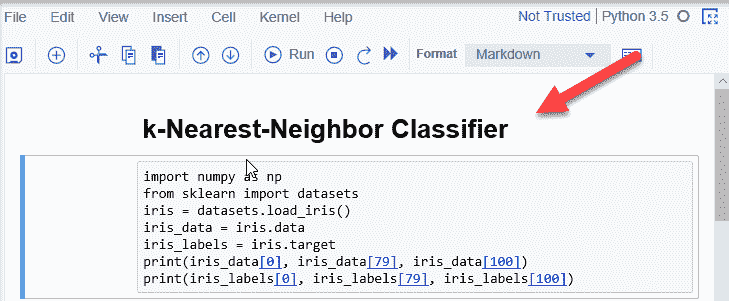 File Edit View Insert Cell Kernel Help Not Trusted Python 3.5
Run Format Markdown
k-Nearest-Neighbor Classifier
import numpy as np
from sklearn import datasets
iris = datasets.load_iris()
iris_data = iris.data
iris_labels = iris.target
print(iris_data[0], iris_data[79], iris_data[100])
print(iris_labels[0], iris_labels[79], iris_labels[100])